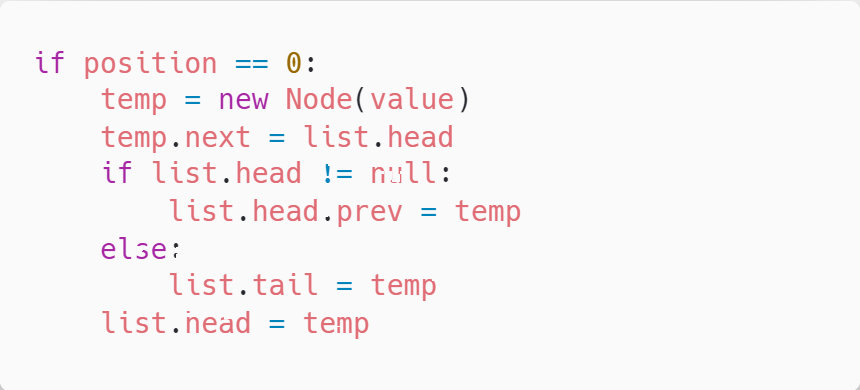 if position == 0:
    temp = new Node(value)
    temp.next = list.head
    if list.head != null:
        list.head.prev = temp
    else:
        list.tail = temp
    list.head = temp